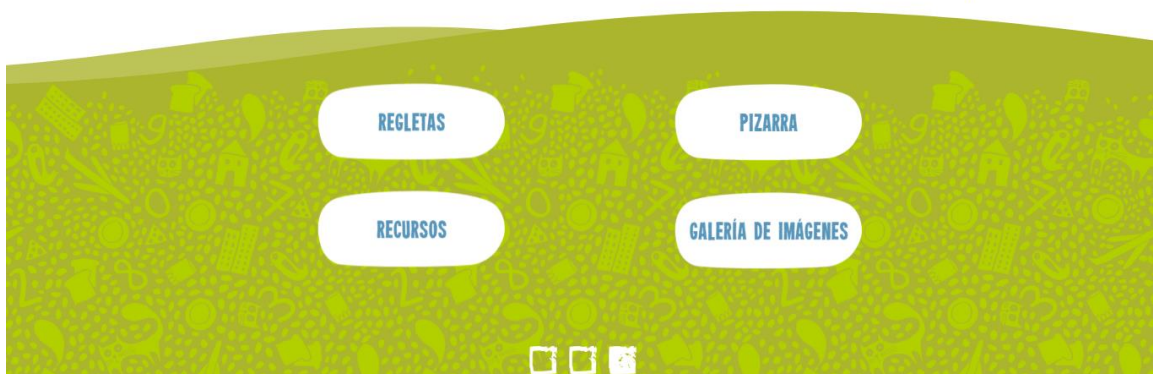 REGLETAS
PIZARRA
RECURSOS
GALERÍA DE IMÁGENES